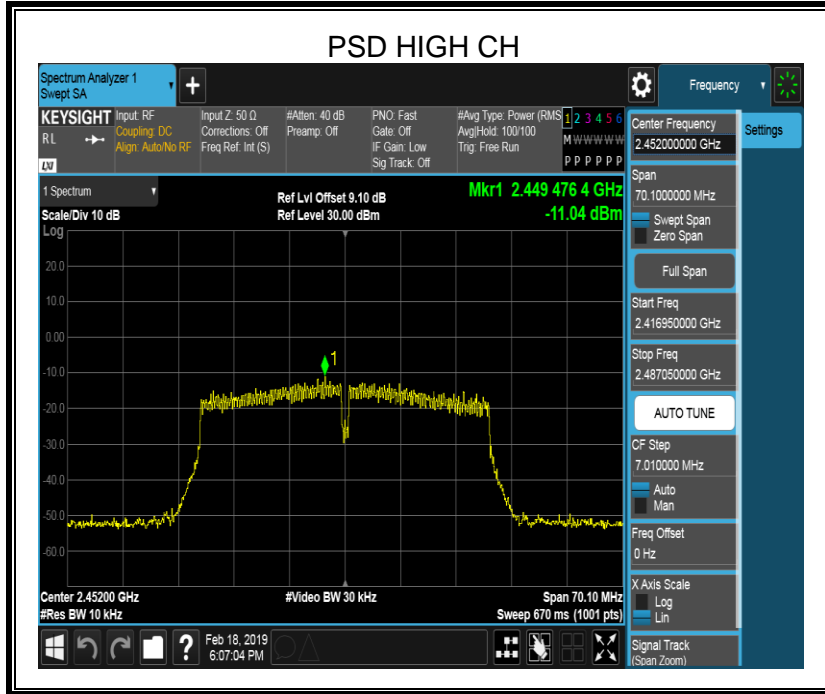 PSD HIGH CH
Spectrum Analyzer 1
Swept SA
+
Frequency
KEYSIGHT
RL
LXI
Input: RF
Coupling: DC
Align: Auto/No RF
Input Z: 50 Ω
Corrections: Off
Freq Ref: Int (S)
#Atten: 40 dB
Preamp: Off
PNO: Fast
Gate: Off
IF Gain: Low
Sig Track: Off
#Avg Type: Power (RMS
Avg|Hold: 100/100
Trig: Free Run
1 2 3 4 5 6
M W W W W W
P P P P P P
1 Spectrum
Scale/Div 10 dB
Log
Ref Lvl Offset 9.10 dB
Ref Level 30.00 dBm
Mkr1 2.449 476 4 GHz
-11.04 dBm
20.0
10.0
0.00
-10.0
-20.0
-30.0
-40.0
-50.0
-60.0
1
Center 2.45200 GHz
#Res BW 10 kHz
#Video BW 30 kHz
Span 70.10 MHz
Sweep 670 ms (1001 pts)
?
Feb 18, 2019
6:07:04 PM
Center Frequency
2.452000000 GHz
Settings
Span
70.1000000 MHz
Swept Span
Zero Span
Full Span
Start Freq
2.416950000 GHz
Stop Freq
2.487050000 GHz
AUTO TUNE
CF Step
7.010000 MHz
Auto
Man
Freq Offset
0 Hz
X Axis Scale
Log
Lin
Signal Track
(Span Zoom)